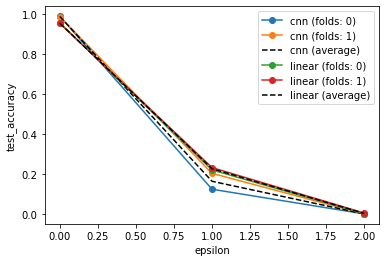 1.0
0.8
0.6
0.4
0.2
0.0
test_accuracy
cnn (folds: 0)
cnn (folds: 1)
cnn (average)
linear (folds: 0)
linear (folds: 1)
linear (average)
0.00 0.25 0.50 0.75 1.00 1.25 1.50 1.75 2.00
epsilon